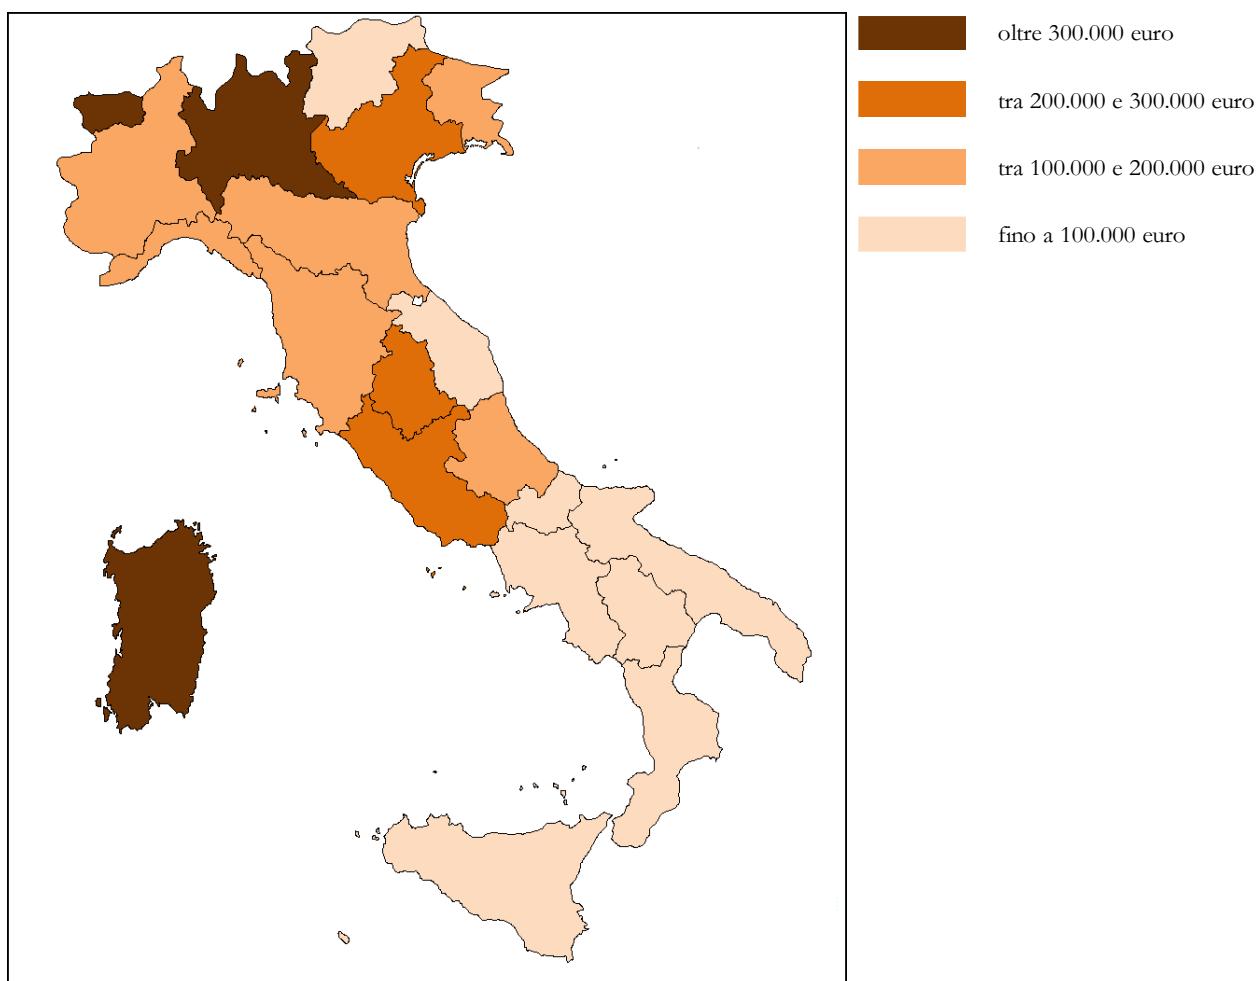 oltre 300.000 euro
tra 200.000 e 300.000 euro
tra 100.000 e 200.000 euro
fino a 100.000 euro